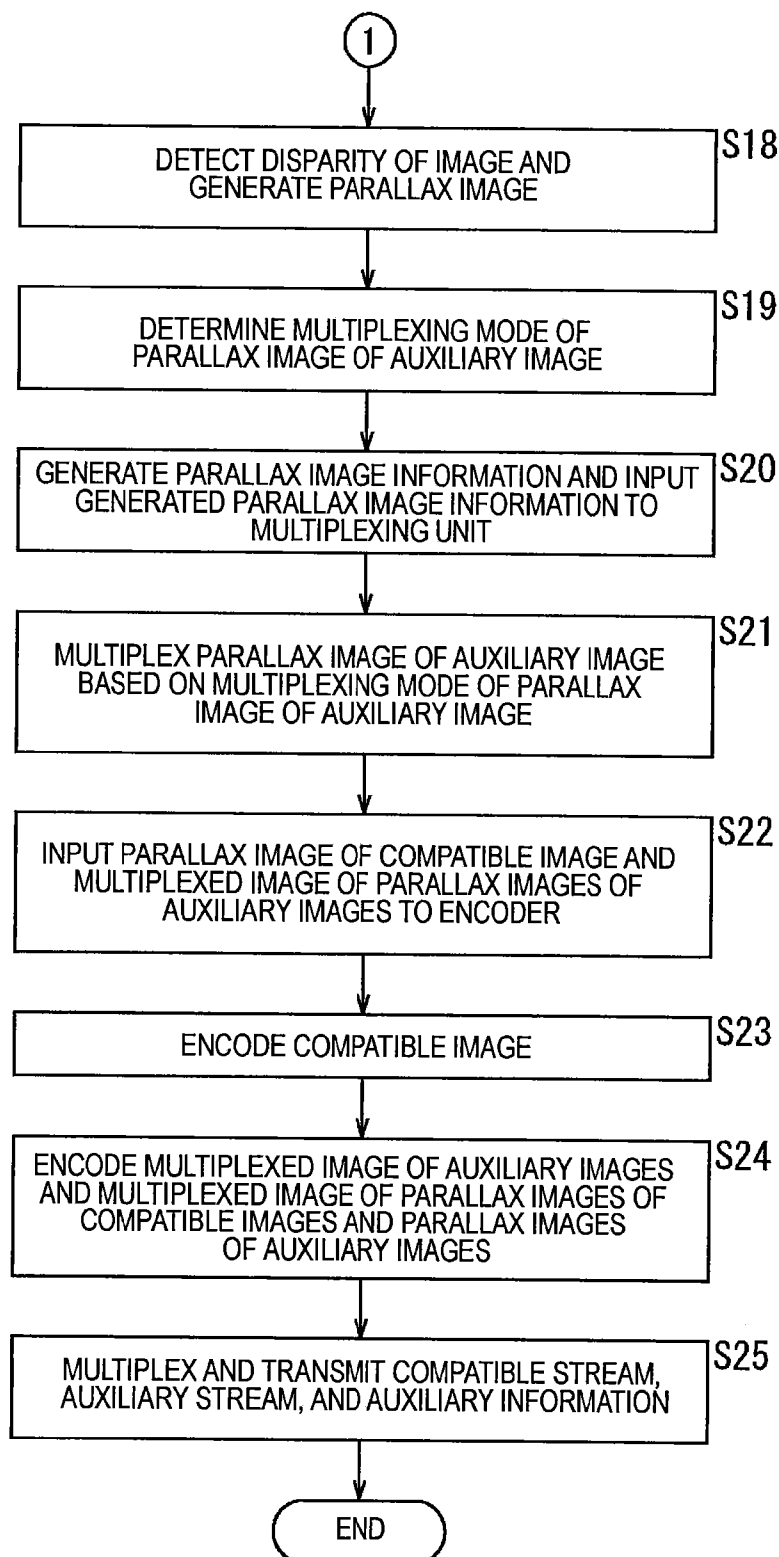 1
S18
DETECT DISPARITY OF IMAGE AND
GENERATE PARALLAX IMAGE
S19
DETERMINE MULTIPLEXING MODE OF
PARALLAX IMAGE OF AUXILIARY IMAGE
S20
GENERATE PARALLAX IMAGE INFORMATION AND INPUT
GENERATED PARALLAX IMAGE INFORMATION TO
MULTIPLEXING UNIT
S21
MULTIPLEX PARALLAX IMAGE OF AUXILIARY IMAGE
BASED ON MULTIPLEXING MODE OF PARALLAX
IMAGE OF AUXILIARY IMAGE
S22
INPUT PARALLAX IMAGE OF COMPATIBLE IMAGE AND
MULTIPLEXED IMAGE OF PARALLAX IMAGES OF
AUXILIARY IMAGES TO ENCODER
S23
ENCODE COMPATIBLE IMAGE
S24
ENCODE MULTIPLEXED IMAGE OF AUXILIARY IMAGES
AND MULTIPLEXED IMAGE OF PARALLAX IMAGES OF
COMPATIBLE IMAGES AND PARALLAX IMAGES
OF AUXILIARY IMAGES
S25
MULTIPLEX AND TRANSMIT COMPATIBLE STREAM,
AUXILIARY STREAM, AND AUXILIARY INFORMATION
END